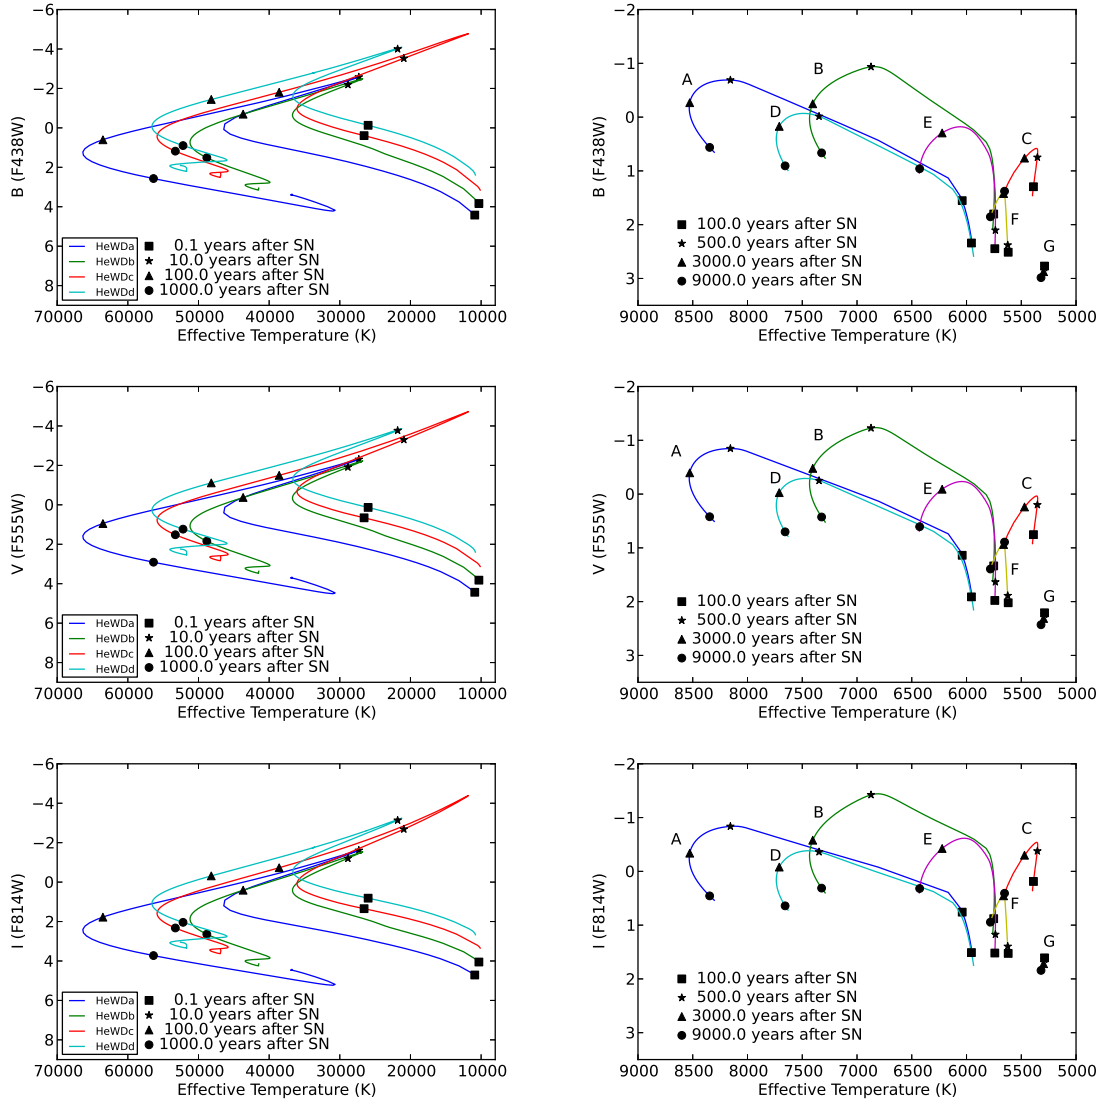 −6
−4
−2
0
2
4
6
8
B (F438W)
HeWDa
HeWDb
HeWDc
HeWDd
0.1 years after SN
10.0 years after SN
100.0 years after SN
1000.0 years after SN
70000 60000 50000 40000 30000 20000 10000
Effective Temperature (K)
−2
−1
0
1
2
3
B (F438W)
A
B
D
E
C
F
G
100.0 years after SN
500.0 years after SN
3000.0 years after SN
9000.0 years after SN
9000 8500 8000 7500 7000 6500 6000 5500 5000
Effective Temperature (K)
−6
−4
−2
0
2
4
6
8
V (F555W)
HeWDa
HeWDb
HeWDc
HeWDd
0.1 years after SN
10.0 years after SN
100.0 years after SN
1000.0 years after SN
70000 60000 50000 40000 30000 20000 10000
Effective Temperature (K)
−2
−1
0
1
2
3
V (F555W)
A
B
D
E
C
F
G
100.0 years after SN
500.0 years after SN
3000.0 years after SN
9000.0 years after SN
9000 8500 8000 7500 7000 6500 6000 5500 5000
Effective Temperature (K)
−6
−4
−2
0
2
4
6
8
I (F814W)
HeWDa
HeWDb
HeWDc
HeWDd
0.1 years after SN
10.0 years after SN
100.0 years after SN
1000.0 years after SN
70000 60000 50000 40000 30000 20000 10000
Effective Temperature (K)
−2
−1
0
1
2
3
I (F814W)
A
B
D
E
C
F
G
100.0 years after SN
500.0 years after SN
3000.0 years after SN
9000.0 years after SN
9000 8500 8000 7500 7000 6500 6000 5500 5000
Effective Temperature (K)